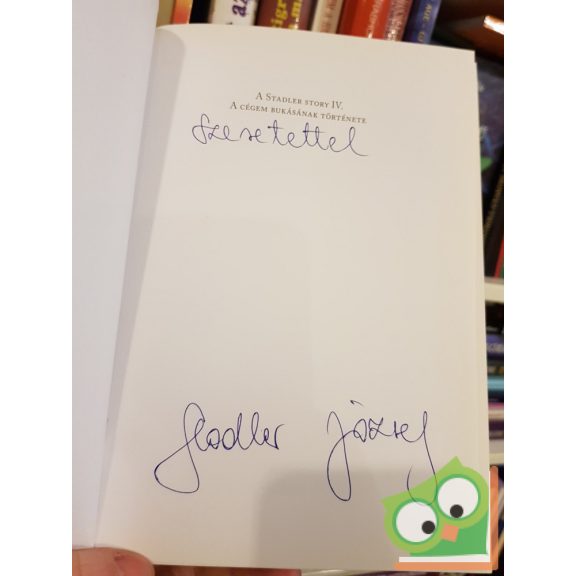 A Stadler story IV.
A cégem bukásának története
Szeretettel
Stadler József